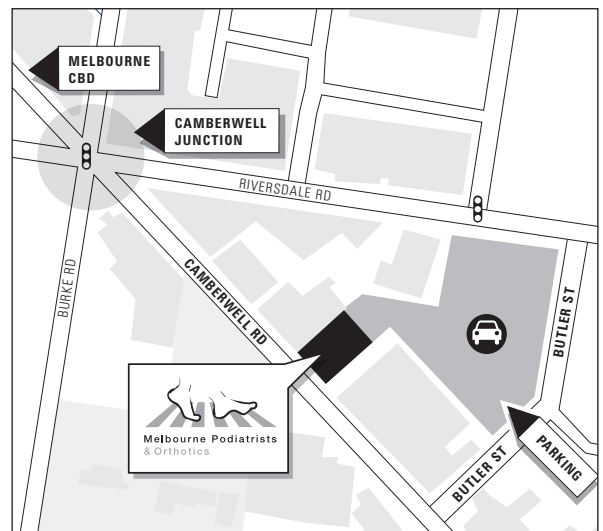 MELBOURNE
CBD
CAMBERWELL
JUNCTION
RIVERSDALE RD
BURKE RD
CAMBERWELL RD
BUTLER ST
Melbourne Podiatrists
& Orthotics
PARKING
BUTLER ST